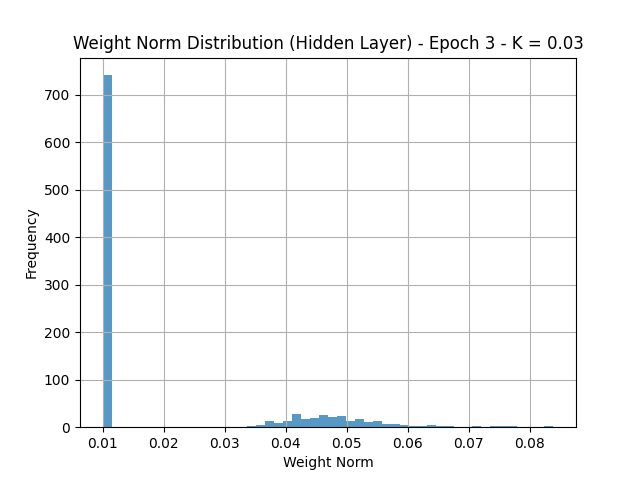 Weight Norm Distribution (Hidden Layer) - Epoch 3 - K = 0.03
700
600
500
400
300
200
100
0
Frequency
0.01 0.02 0.03 0.04 0.05 0.06 0.07 0.08
Weight Norm